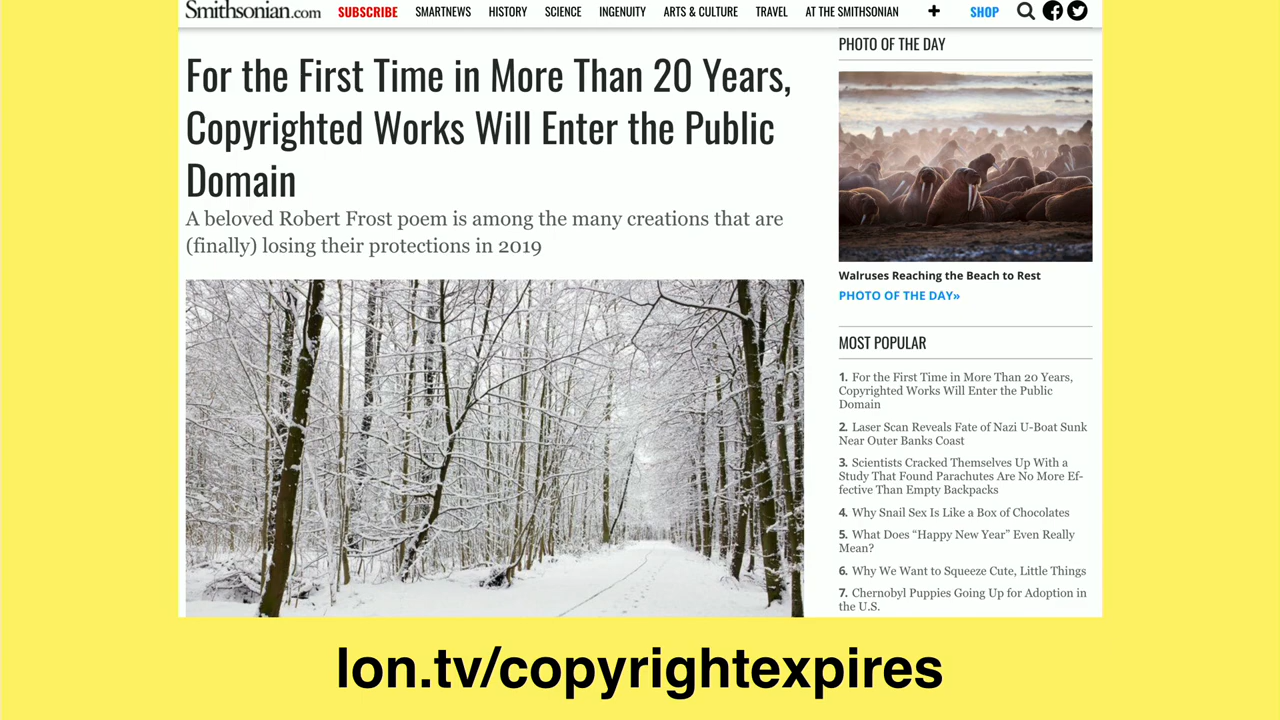 Smithsonian.com SUBSCRIBE SMARTNEWS HISTORY SCIENCE INGENUITY ARTS & CULTURE TRAVEL AT THE SMITHSONIAN + SHOP
For the First Time in More Than 20 Years,
Copyrighted Works Will Enter the Public
Domain
A beloved Robert Frost poem is among the many creations that are
(finally) losing their protections in 2019
PHOTO OF THE DAY
Walruses Reaching the Beach to Rest
PHOTO OF THE DAY»
MOST POPULAR
1. For the First Time in More Than 20 Years,
Copyrighted Works Will Enter the Public
Domain
2. Laser Scan Reveals Fate of Nazi U-Boat Sunk
Near Outer Banks Coast
3. Scientists Cracked Themselves Up With a
Study That Found Parachutes Are No More Ef-
fective Than Empty Backpacks
4. Why Snail Sex Is Like a Box of Chocolates
5. What Does “Happy New Year” Even Really
Mean?
6. Why We Want to Squeeze Cute, Little Things
7. Chernobyl Puppies Going Up for Adoption in
the U.S.
lon.tv/copyrightexpires